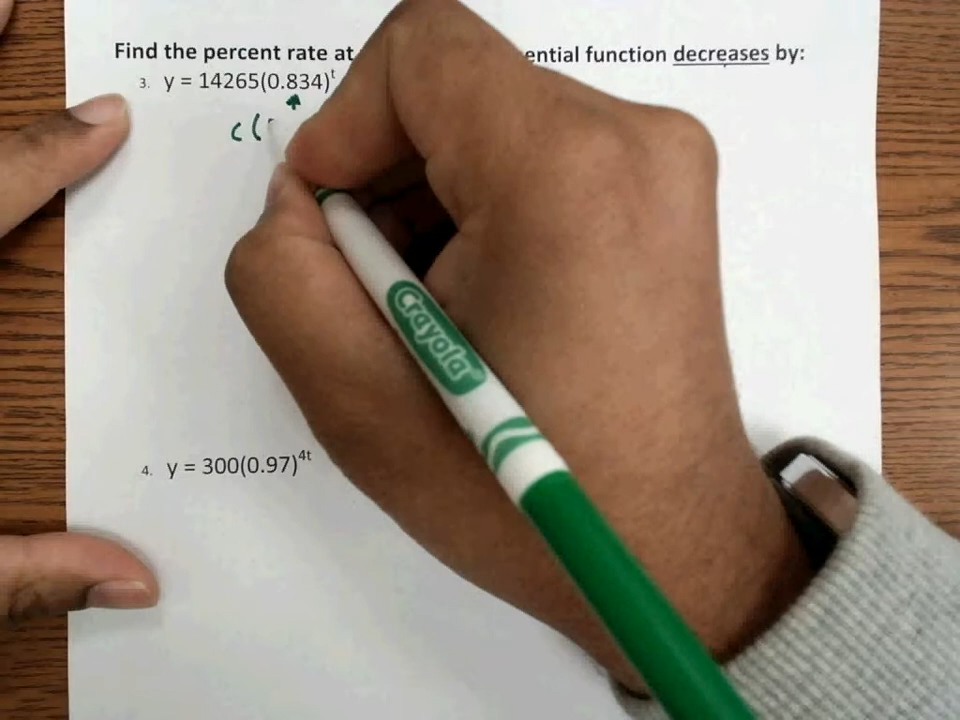 Find the percent rate at ential function decreases by:
3. y = 14265(0.834)^t
c(
4. y = 300(0.97)^4t
Crayola